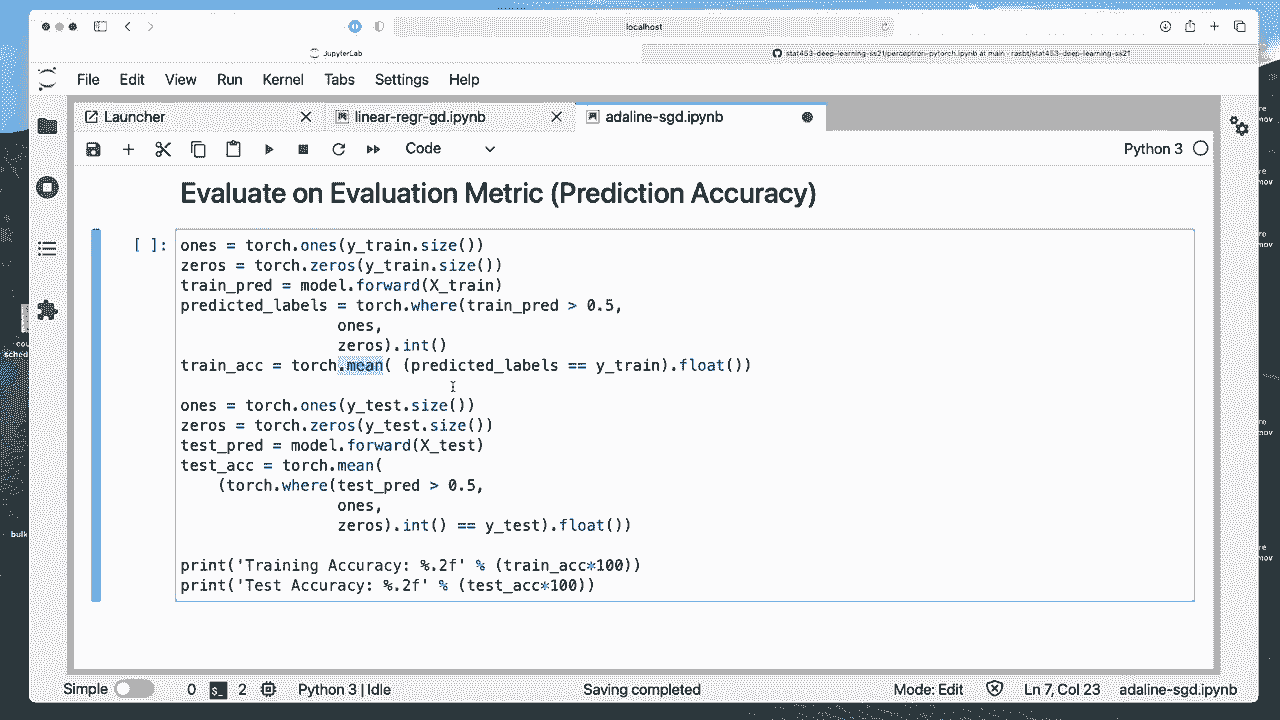 localhost
JupyterLab
stat453-deep-learning-ss21/perceptron-pytorch.ipynb at main · rasbt/stat453-deep-learning-ss21
File Edit View Run Kernel Tabs Settings Help
Launcher
linear-regr-gd.ipynb
adaline-sgd.ipynb
Code
Python 3
Evaluate on Evaluation Metric (Prediction Accuracy)
[ ]:
ones = torch.ones(y_train.size())
zeros = torch.zeros(y_train.size())
train_pred = model.forward(X_train)
predicted_labels = torch.where(train_pred > 0.5,
ones,
zeros).int()
train_acc = torch.mean( (predicted_labels == y_train).float())
ones = torch.ones(y_test.size())
zeros = torch.zeros(y_test.size())
test_pred = model.forward(X_test)
test_acc = torch.mean(
(torch.where(test_pred > 0.5,
ones,
zeros).int() == y_test).float())
print('Training Accuracy: %.2f' % (train_acc*100))
print('Test Accuracy: %.2f' % (test_acc*100))
Simple 0 2 Python 3 | Idle Saving completed Mode: Edit Ln 7, Col 23 adaline-sgd.ipynb